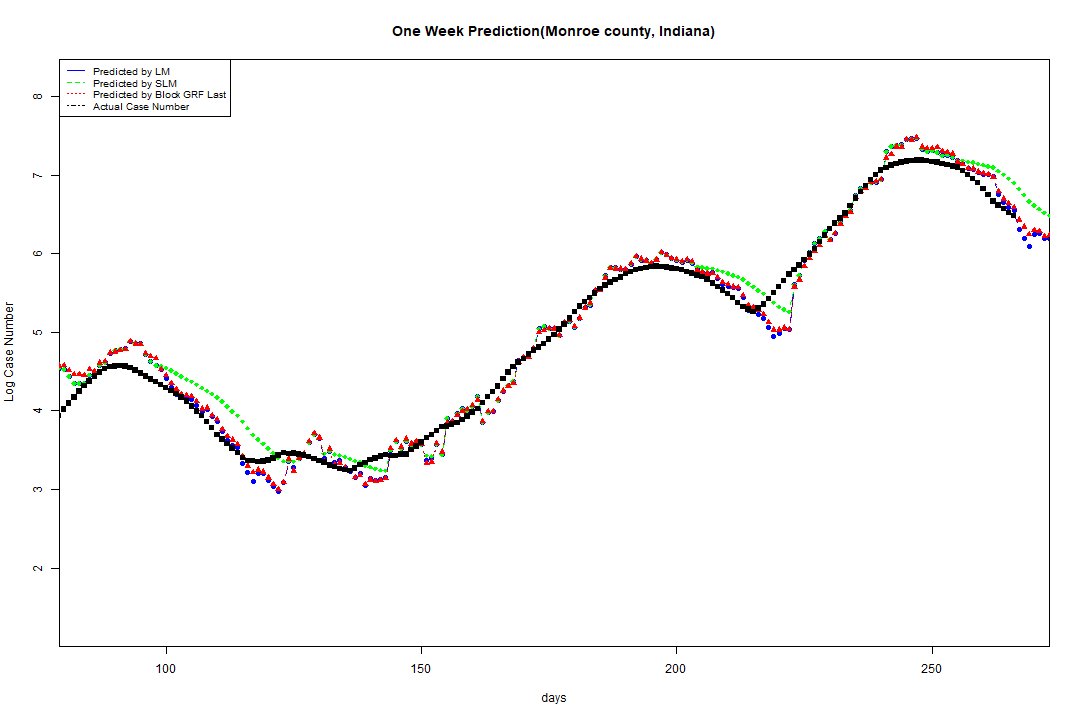 One Week Prediction(Monroe county, Indiana)
Predicted by LM
Predicted by SLM
Predicted by Block GRF Last
Actual Case Number
8
7
6
5
4
3
2
Log Case Number
100 150 200 250
days